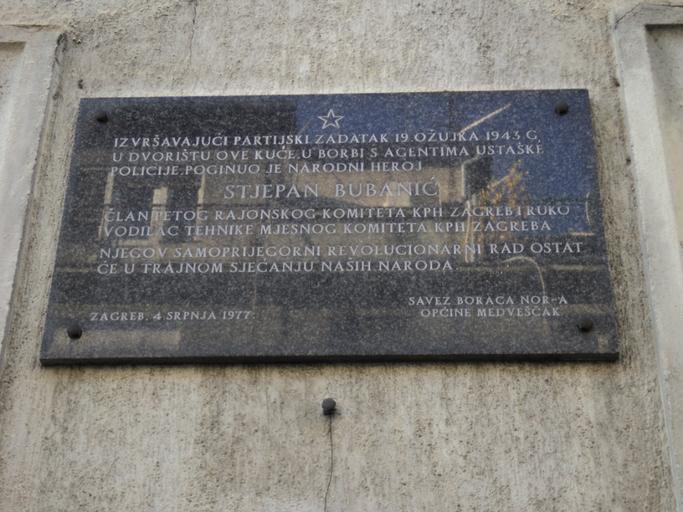 IZVRŠAVAJUĆI PARTIJSKI ZADATAK 19. OŽUJKA 1943 G.
U DVORIŠTU OVE KUĆE, U BORBI S AGENTIMA USTAŠKE
POLICIJE, POGINUO JE NARODNI HEROJ
STJEPAN BUBANIĆ
ČLAN PETOG RAJONSKOG KOMITETA KPH ZAGREB I RUKO
VODILAC TEHNIKE MJESNOG KOMITETA KPH ZAGREBA
NJEGOV SAMOPRIJEGORNI REVOLUCIONARNI RAD OSTAT
ĆE U TRAJNOM SJEĆANJU NAŠIH NARODA.
SAVEZ BORACA NOR-A
OPĆINE MEDVEŠČAK
ZAGREB, 4. SRPNJA 1977.